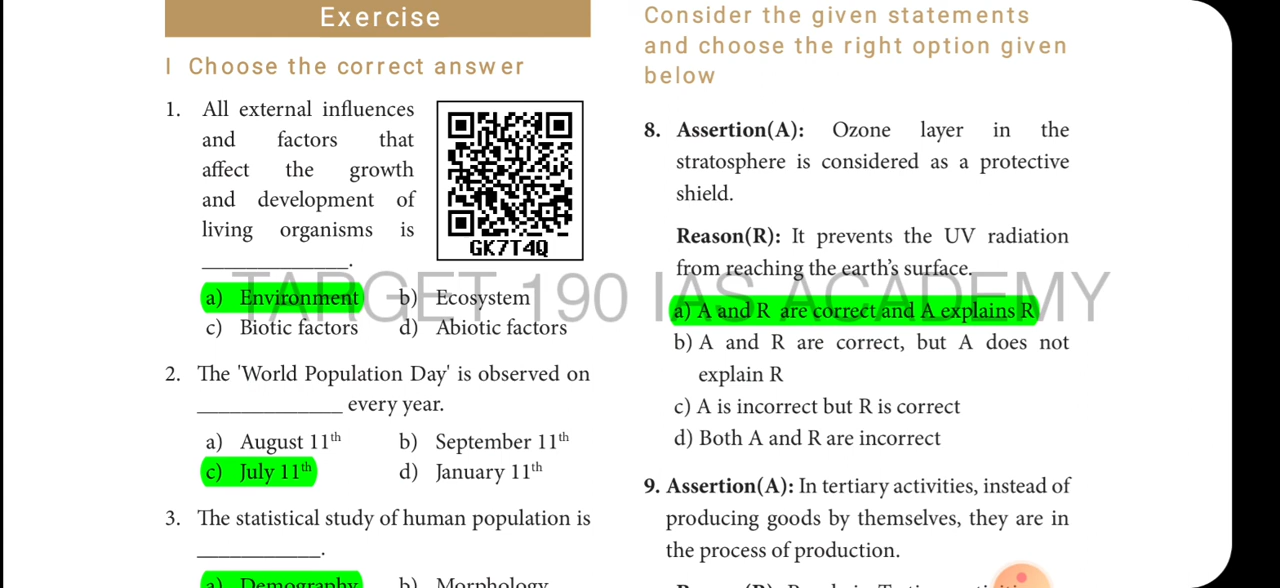 Exercise
I Choose the correct answer
1. All external influences
and factors that
affect the growth
and development of
living organisms is
______________.
GK7T4Q
a) Environment b) Ecosystem
c) Biotic factors d) Abiotic factors
2. The 'World Population Day' is observed on
______________ every year.
a) August 11th b) September 11th
c) July 11th d) January 11th
3. The statistical study of human population is
____________.
a) Demography b) Morphology
Consider the given statements
and choose the right option given
below
8. Assertion(A): Ozone layer in the
stratosphere is considered as a protective
shield.
Reason(R): It prevents the UV radiation
from reaching the earth's surface.
a) A and R are correct and A explains R
b) A and R are correct, but A does not
explain R
c) A is incorrect but R is correct
d) Both A and R are incorrect
9. Assertion(A): In tertiary activities, instead of
producing goods by themselves, they are in
the process of production.
TARGET 190 IAS ACADEMY